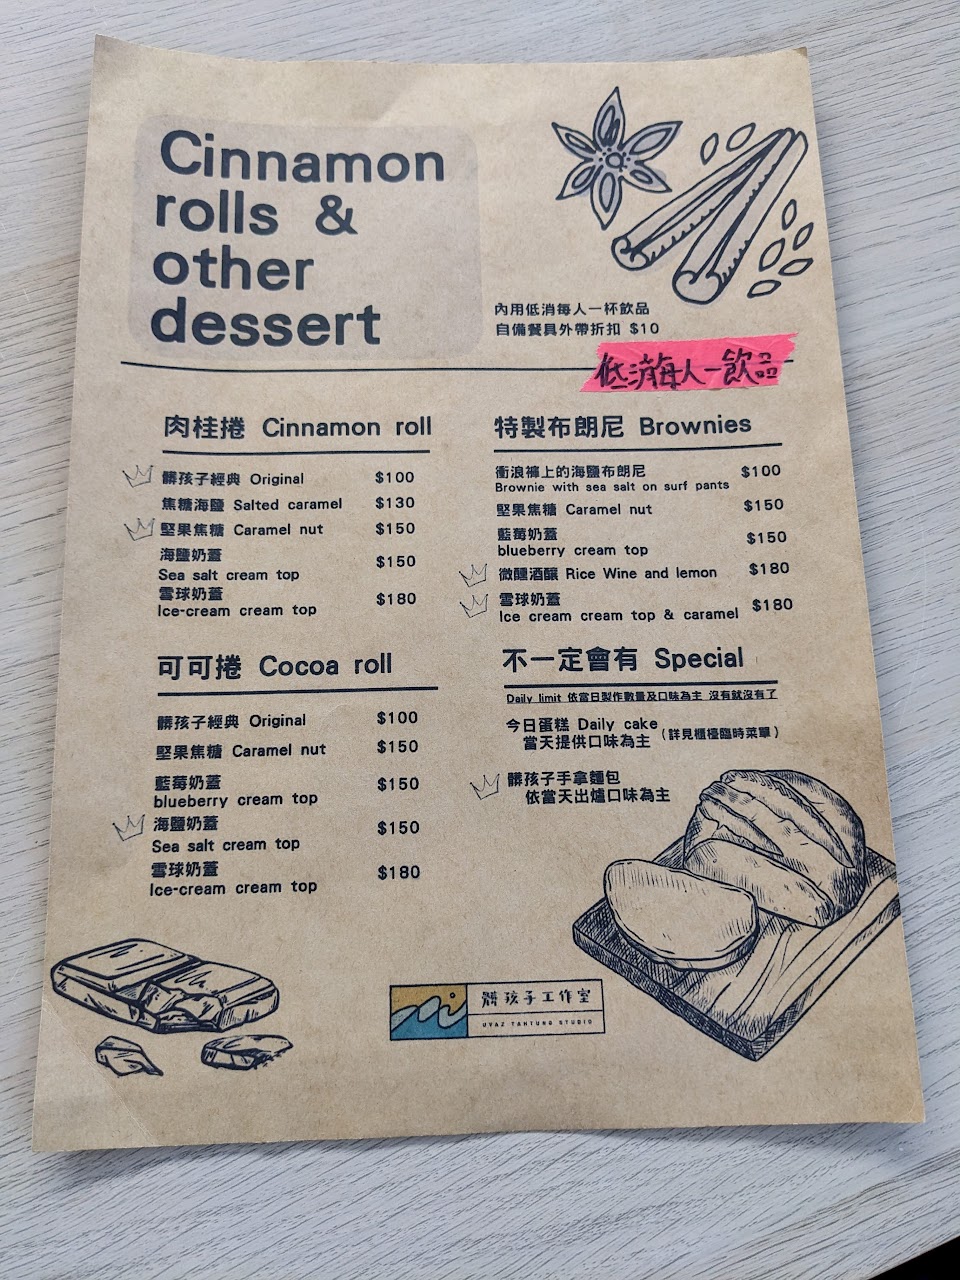 Cinnamon
rolls &
other
dessert
內用低消每人一杯飲品
自備餐具外帶折扣 $10
低消每人一飲品
肉桂捲 Cinnamon roll
髒孩子經典 Original $100
焦糖海鹽 Salted caramel $130
堅果焦糖 Caramel nut $150
海鹽奶蓋
Sea salt cream top $150
雪球奶蓋
Ice-cream cream top $180
可可捲 Cocoa roll
髒孩子經典 Original $100
堅果焦糖 Caramel nut $150
藍莓奶蓋
blueberry cream top $150
海鹽奶蓋
Sea salt cream top $150
雪球奶蓋
Ice-cream cream top $180
特製布朗尼 Brownies
衝浪褲上的海鹽布朗尼 $100
Brownie with sea salt on surf pants
堅果焦糖 Caramel nut $150
藍莓奶蓋
blueberry cream top $150
微醺酒釀 Rice Wine and lemon $180
雪球奶蓋
Ice cream cream top & caramel $180
不一定會有 Special
Daily limit 依當日製作數量及口味為主 沒有就沒有了
今日蛋糕 Daily cake
當天提供口味為主 (詳見櫃檯臨時菜單)
髒孩子手拿麵包
依當天出爐口味為主
髒孩子工作室
UVAZ TAHTUNG STUDIO